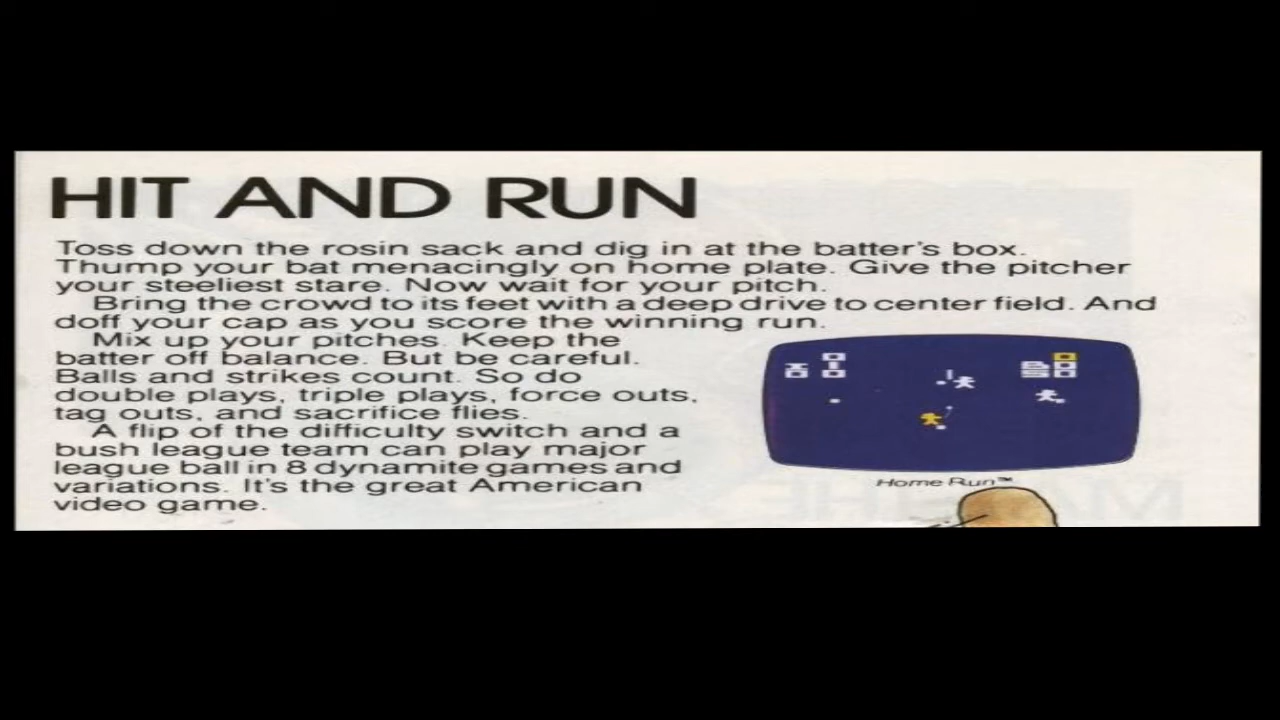 HIT AND RUN
Toss down the rosin sack and dig in at the batter's box.
Thump your bat menacingly on home plate. Give the pitcher
your steeliest stare. Now wait for your pitch.
Bring the crowd to its feet with a deep drive to center field. And
doff your cap as you score the winning run.
Mix up your pitches. Keep the
batter off balance. But be careful.
Balls and strikes count. So do
double plays, triple plays, force outs,
tag outs, and sacrifice flies.
A flip of the difficulty switch and a
bush league team can play major
league ball in 8 dynamite games and
variations. It's the great American
video game.
Home Run™